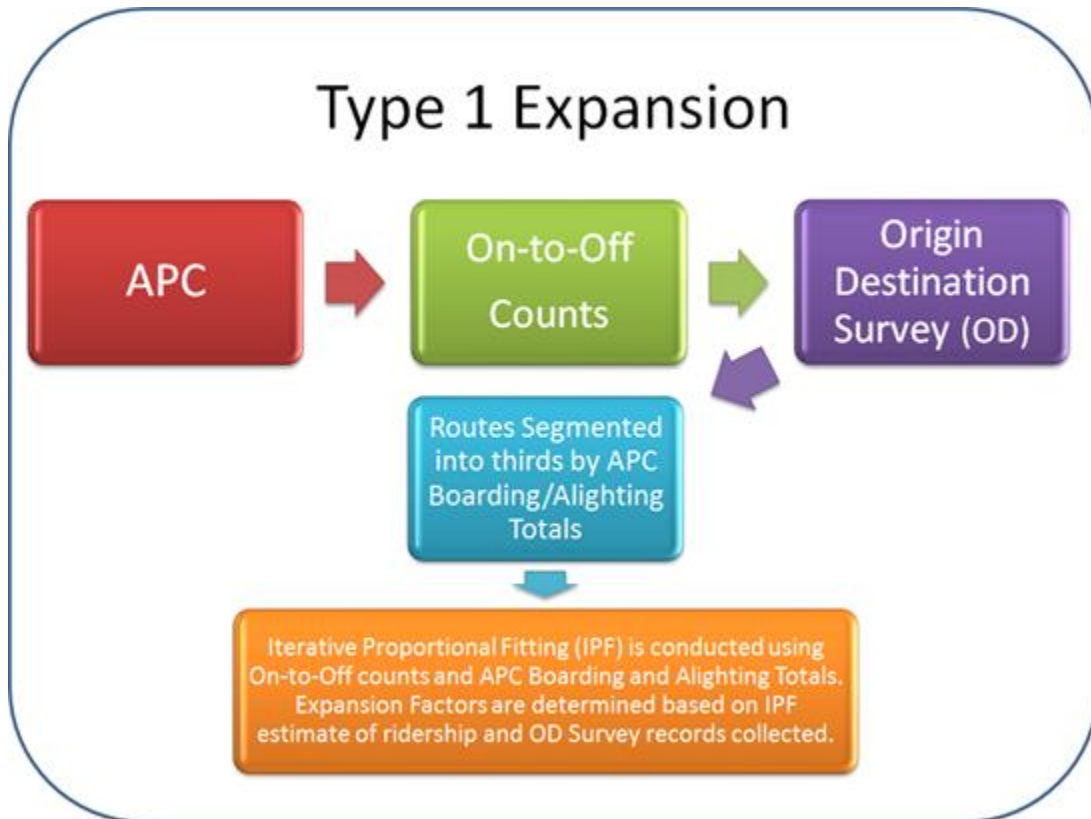 Type 1 Expansion
APC
On-to-Off
Counts
Origin
Destination
Survey (OD)
Routes Segmented
into thirds by APC
Boarding/Alighting
Totals
Iterative Proportional Fitting (IPF) is conducted using
On-to-Off counts and APC Boarding and Alighting Totals.
Expansion Factors are determined based on IPF
estimate of ridership and OD Survey records collected.